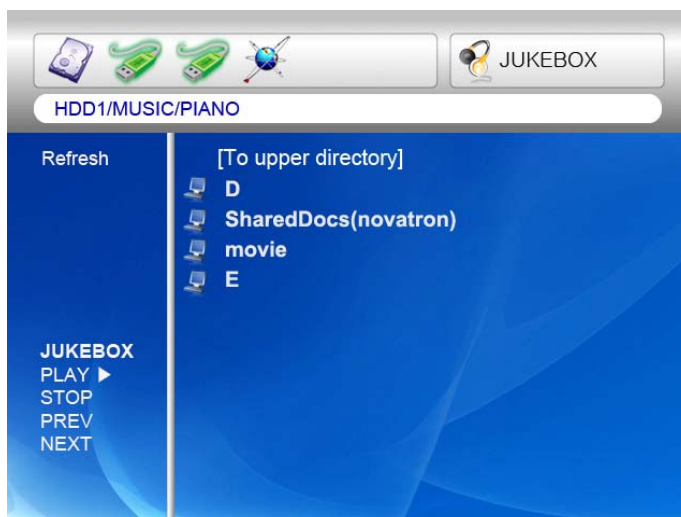 JUKEBOX
HDD1/MUSIC/PIANO
Refresh
[To upper directory]
D
SharedDocs(novatron)
movie
E
JUKEBOX
PLAY ▶
STOP
PREV
NEXT